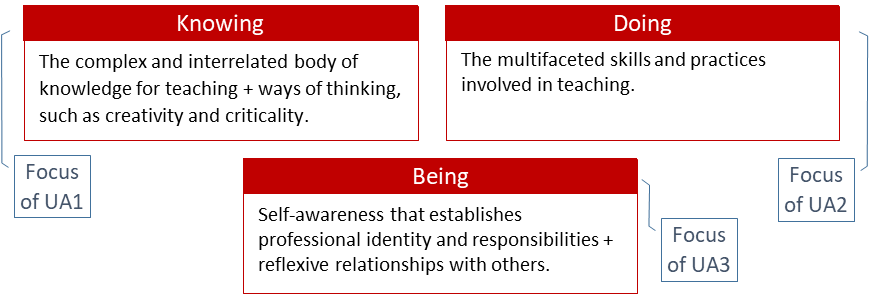 Knowing
The complex and interrelated body of
knowledge for teaching + ways of thinking,
such as creativity and criticality.
Doing
The multifaceted skills and practices
involved in teaching.
Focus
of UA1
Being
Self-awareness that establishes
professional identity and responsibilities +
reflexive relationships with others.
Focus
of UA2
Focus
of UA3